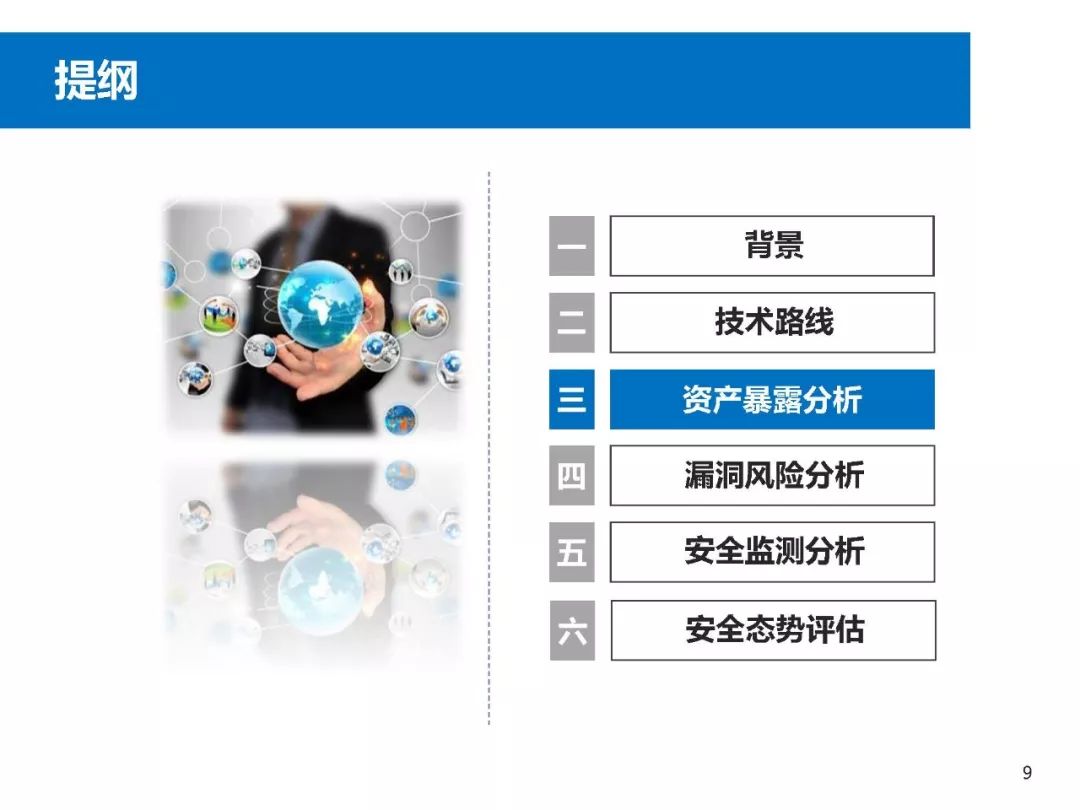 提纲
一 背景
二 技术路线
三 资产暴露分析
四 漏洞风险分析
五 安全监测分析
六 安全态势评估
9